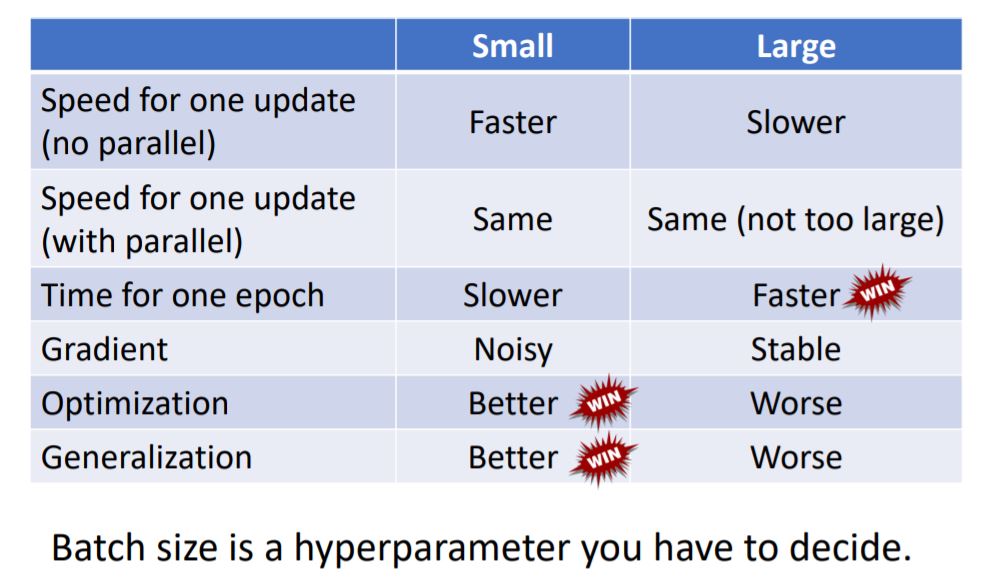 Small Large
Speed for one update
(no parallel)
Faster Slower
Speed for one update
(with parallel)
Same Same (not too large)
Time for one epoch Slower Faster WIN
Gradient Noisy Stable
Optimization Better WIN Worse
Generalization Better WIN Worse
Batch size is a hyperparameter you have to decide.